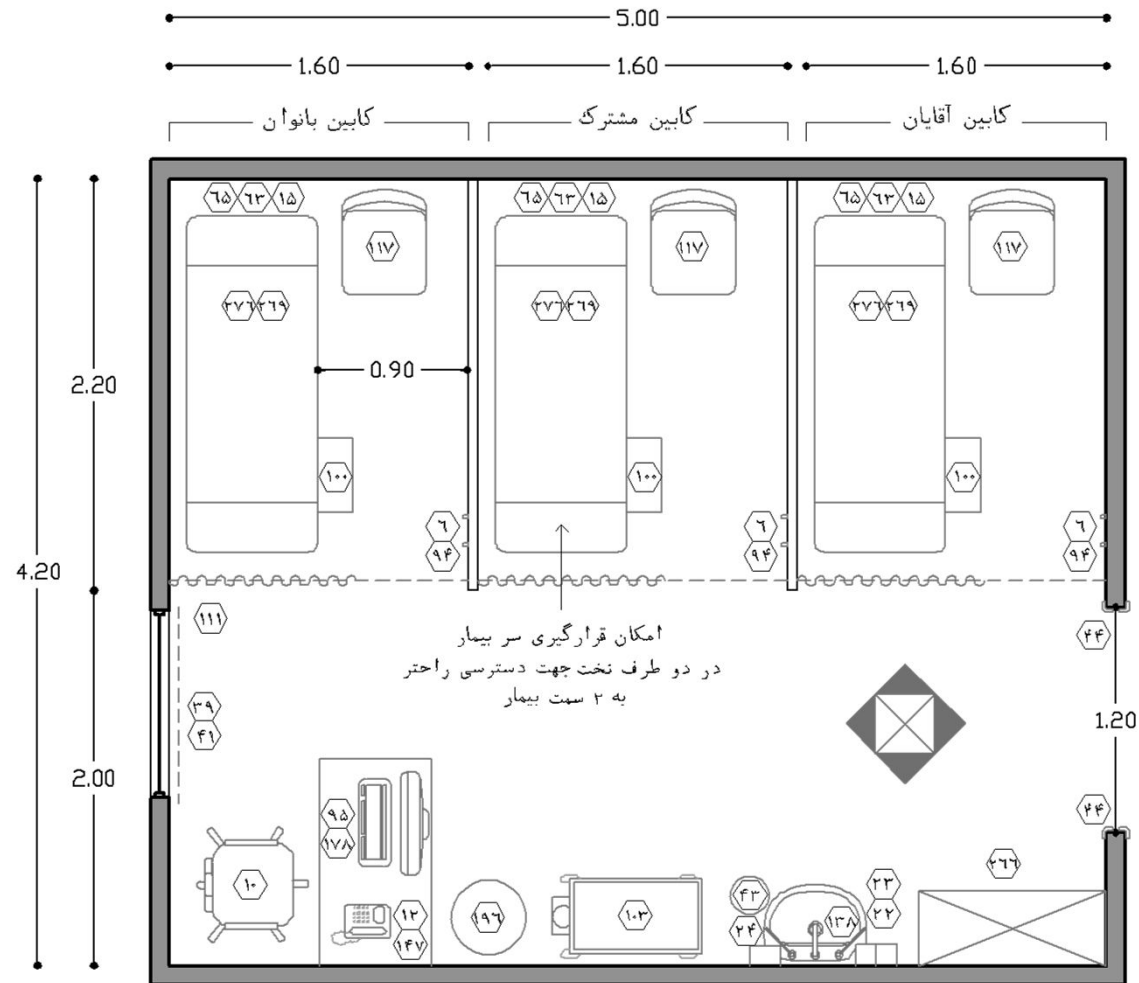 5.00
1.60 1.60 1.60
کابین بانوان کابین مشترک کابین آقایان
۶۵ ۶۳ ۱۵ ۶۵ ۶۳ ۱۵ ۶۵ ۶۳ ۱۵
۱۱۷ ۱۱۷ ۱۱۷
۲۷۶ ۲۶۹ ۲۷۶ ۲۶۹ ۲۷۶ ۲۶۹
0.90
2.20
۱۰۰ ۱۰۰ ۱۰۰
۶ ۶ ۶
۹۴ ۹۴ ۹۴
4.20
۱۱۱
امکان قرارگیری سر بیمار
در دو طرف تخت جهت دسترسی راحتر
به ۲ سمت بیمار
۴۴
۳۹
۴۱
1.20
2.00
۹۵
۱۷۸
۴۴
۲۶۶
۱۰
۱۲
۱۴۷
۱۹۶
۱۰۳
۴۳
۲۴
۱۳۸
۲۳
۲۲